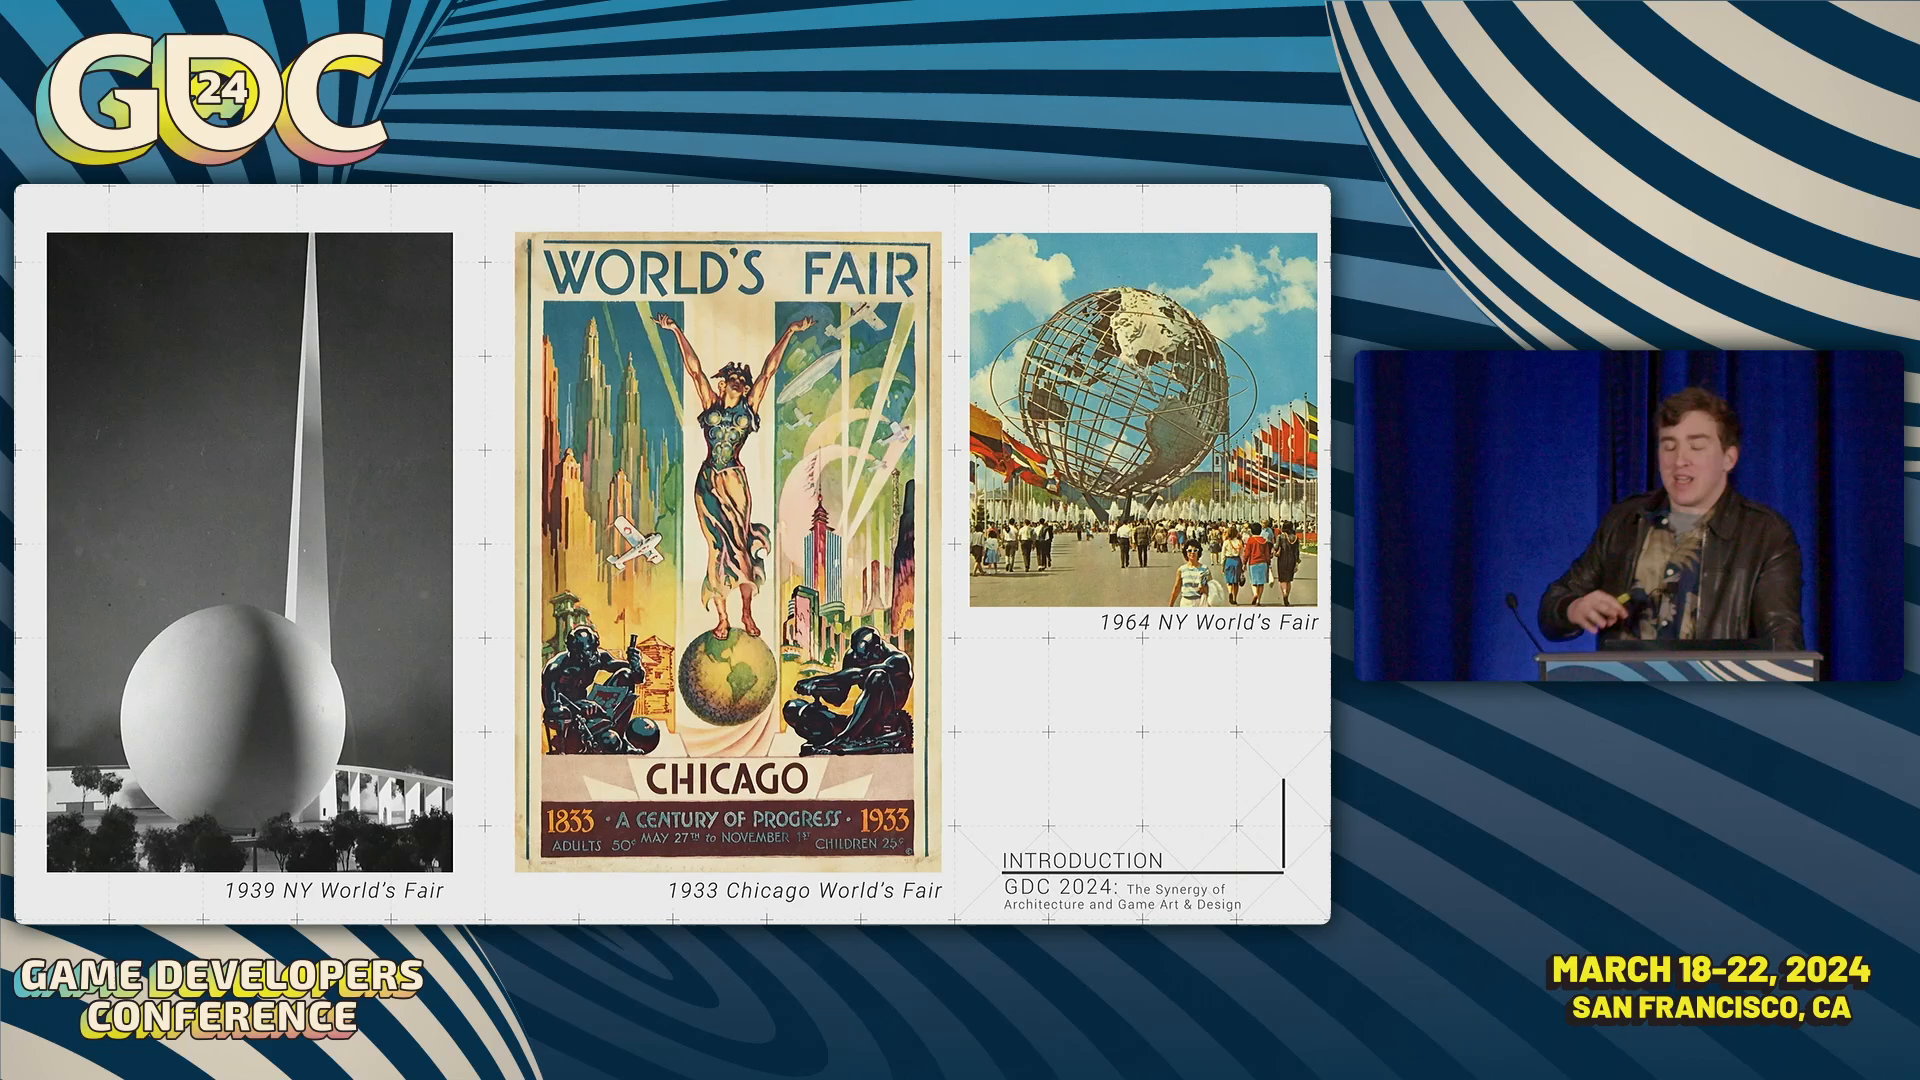 GDC
24
WORLD'S FAIR
CHICAGO
1833 · A CENTURY OF PROGRESS · 1933
ADULTS 50¢ MAY 27TH to NOVEMBER 1ST CHILDREN 25¢
1939 NY World's Fair
1933 Chicago World's Fair
1964 NY World's Fair
INTRODUCTION
GDC 2024: The Synergy of
Architecture and Game Art & Design
GAME DEVELOPERS
CONFERENCE
MARCH 18-22, 2024
SAN FRANCISCO, CA